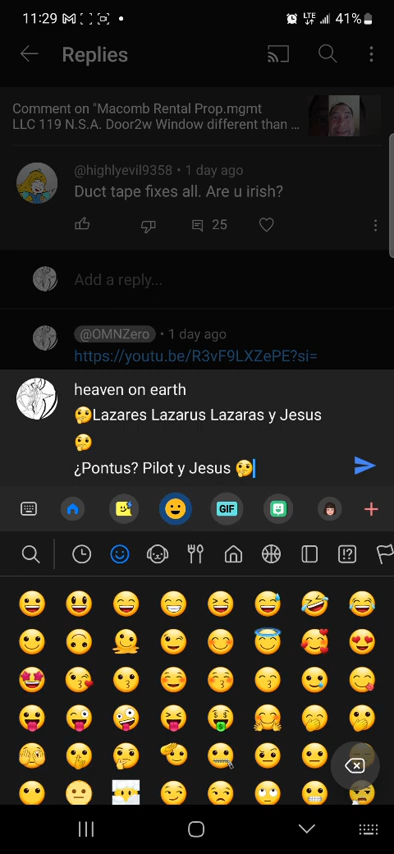 11:29
LTE
41%
Replies
Comment on "Macomb Rental Prop.mgmt
LLC 119 N.S.A. Door2w Window different than ...
@highlyevil9358 • 1 day ago
Duct tape fixes all. Are u irish?
25
Add a reply...
@OMNZero • 1 day ago
https://youtu.be/R3vF9LXZePE?si=
heaven on earth
🤔Lazares Lazarus Lazaras y Jesus
🤔
¿Pontus? Pilot y Jesus 🤔
GIF
!?